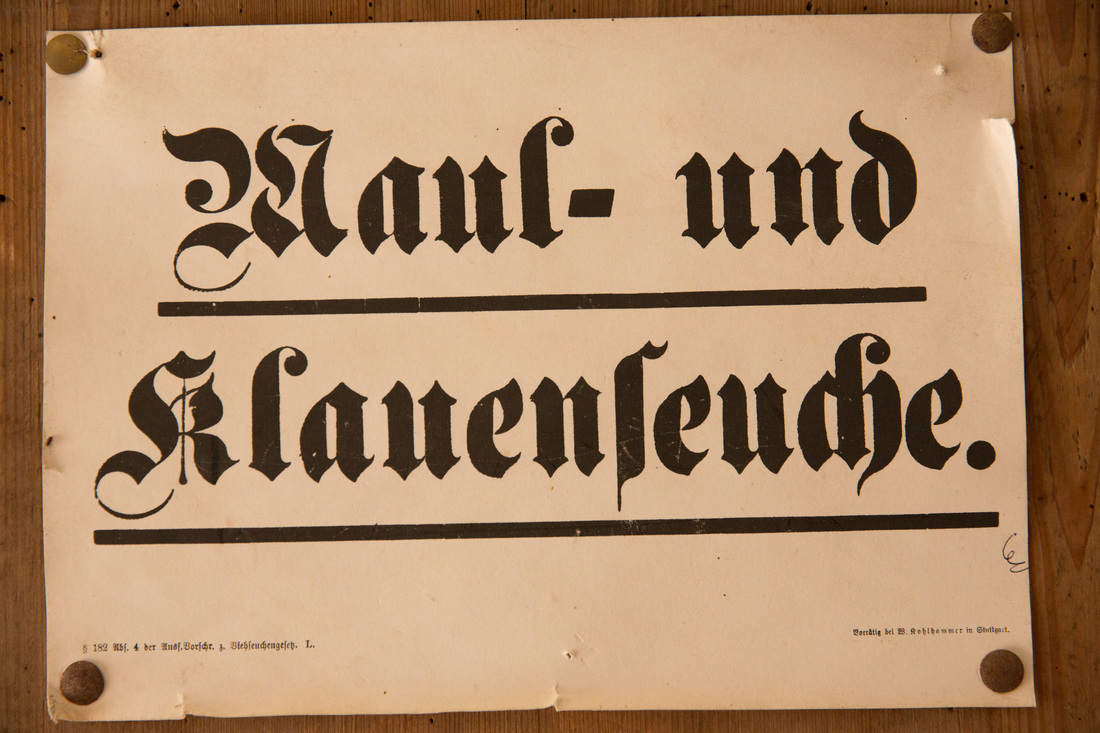 Maul- und
Klauenſeuche.
§ 182 Abſ. 4 der Ausf.Vorſchr. z. Viehſeuchengeſetz. L.
Vorrätig bei W. Kohlhammer in Stuttgart.